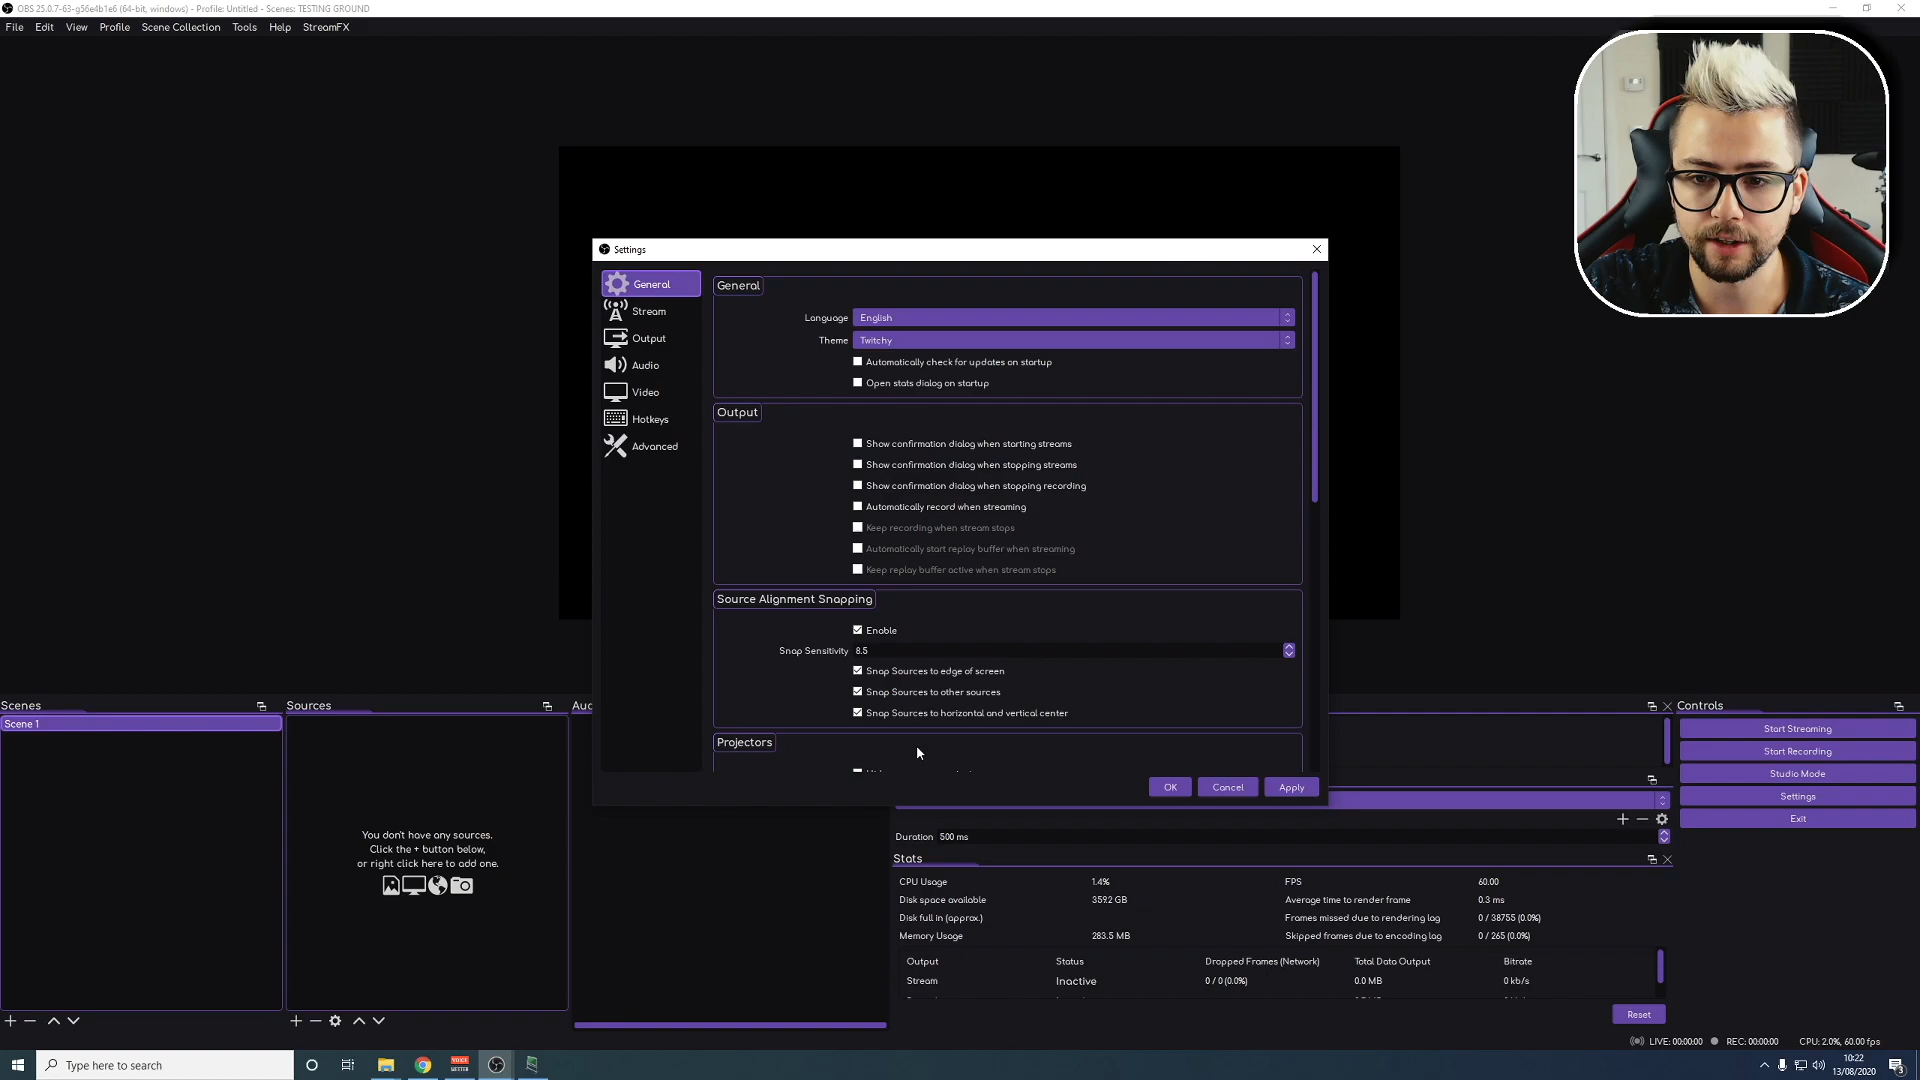 OBS 25.0.7-63-g56e4b1e6 (64-bit, windows) - Profile: Untitled - Scenes: TESTING GROUND
File Edit View Profile Scene Collection Tools Help StreamFX
Settings
General
Stream
Output
Audio
Video
Hotkeys
Advanced
General
Language English
Theme Twitchy
Automatically check for updates on startup
Open stats dialog on startup
Output
Show confirmation dialog when starting streams
Show confirmation dialog when stopping streams
Show confirmation dialog when stopping recording
Automatically record when streaming
Keep recording when stream stops
Automatically start replay buffer when streaming
Keep replay buffer active when stream stops
Source Alignment Snapping
Enable
Snap Sensitivity 8.5
Snap Sources to edge of screen
Snap Sources to other sources
Snap Sources to horizontal and vertical center
Projectors
OK Cancel Apply
Scenes
Scene 1
Sources
You don't have any sources.
Click the + button below,
or right click here to add one.
Au
Duration 500 ms
Stats
CPU Usage 1.4% FPS 60.00
Disk space available 359.2 GB Average time to render frame 0.3 ms
Disk full in (approx.) Frames missed due to rendering lag 0 / 38755 (0.0%)
Memory Usage 283.5 MB Skipped frames due to encoding lag 0 / 265 (0.0%)
Output Status Dropped Frames (Network) Total Data Output Bitrate
Stream Inactive 0 / 0 (0.0%) 0.0 MB 0 kb/s
Reset
Controls
Start Streaming
Start Recording
Studio Mode
Settings
Exit
LIVE: 00:00:00 REC: 00:00:00 CPU: 2.0%, 60.00 fps
Type here to search
VOICE
MEETER
10:22
13/08/2020
3